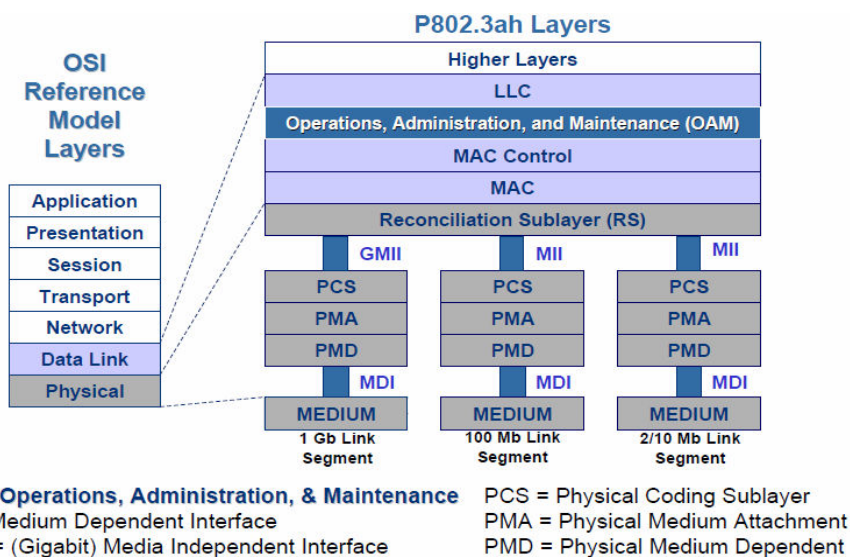 P802.3ah Layers
OSI
Reference
Model
Layers
Application
Presentation
Session
Transport
Network
Data Link
Physical
Higher Layers
LLC
Operations, Administration, and Maintenance (OAM)
MAC Control
MAC
Reconciliation Sublayer (RS)
GMII
MII
MII
PCS
PCS
PCS
PMA
PMA
PMA
PMD
PMD
PMD
MDI
MDI
MDI
MEDIUM
MEDIUM
MEDIUM
1 Gb Link
Segment
100 Mb Link
Segment
2/10 Mb Link
Segment
Operations, Administration, & Maintenance
Medium Dependent Interface
= (Gigabit) Media Independent Interface
PCS = Physical Coding Sublayer
PMA = Physical Medium Attachment
PMD = Physical Medium Dependent